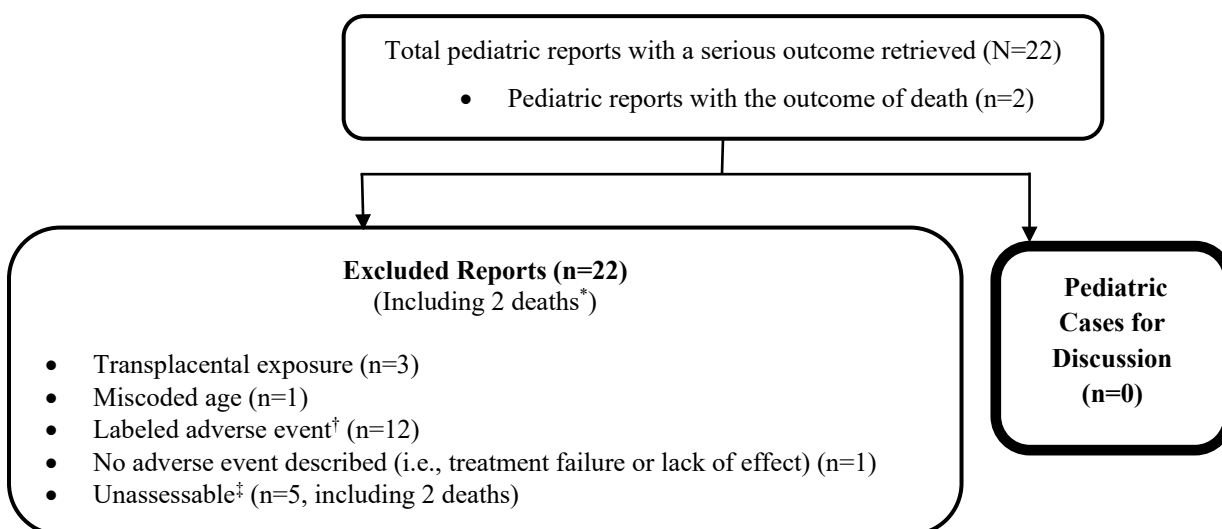 Total pediatric reports with a serious outcome retrieved (N=22)
• Pediatric reports with the outcome of death (n=2)
Excluded Reports (n=22)
(Including 2 deaths*)
• Transplacental exposure (n=3)
• Miscoded age (n=1)
• Labeled adverse event† (n=12)
• No adverse event described (i.e., treatment failure or lack of effect) (n=1)
• Unassessable‡ (n=5, including 2 deaths)
Pediatric
Cases for
Discussion
(n=0)